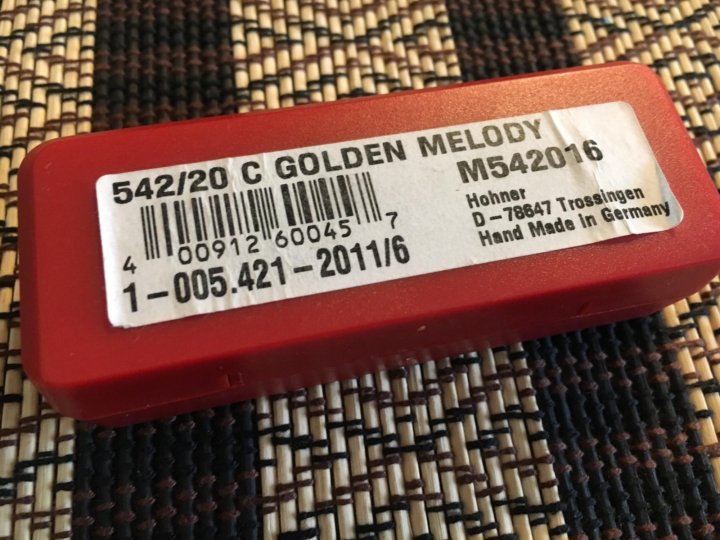 542/20 C GOLDEN MELODY
M542016
4 00912 60045 7
Hohner
D-78647 Trossingen
Hand Made in Germany
1-005.421-2011/6